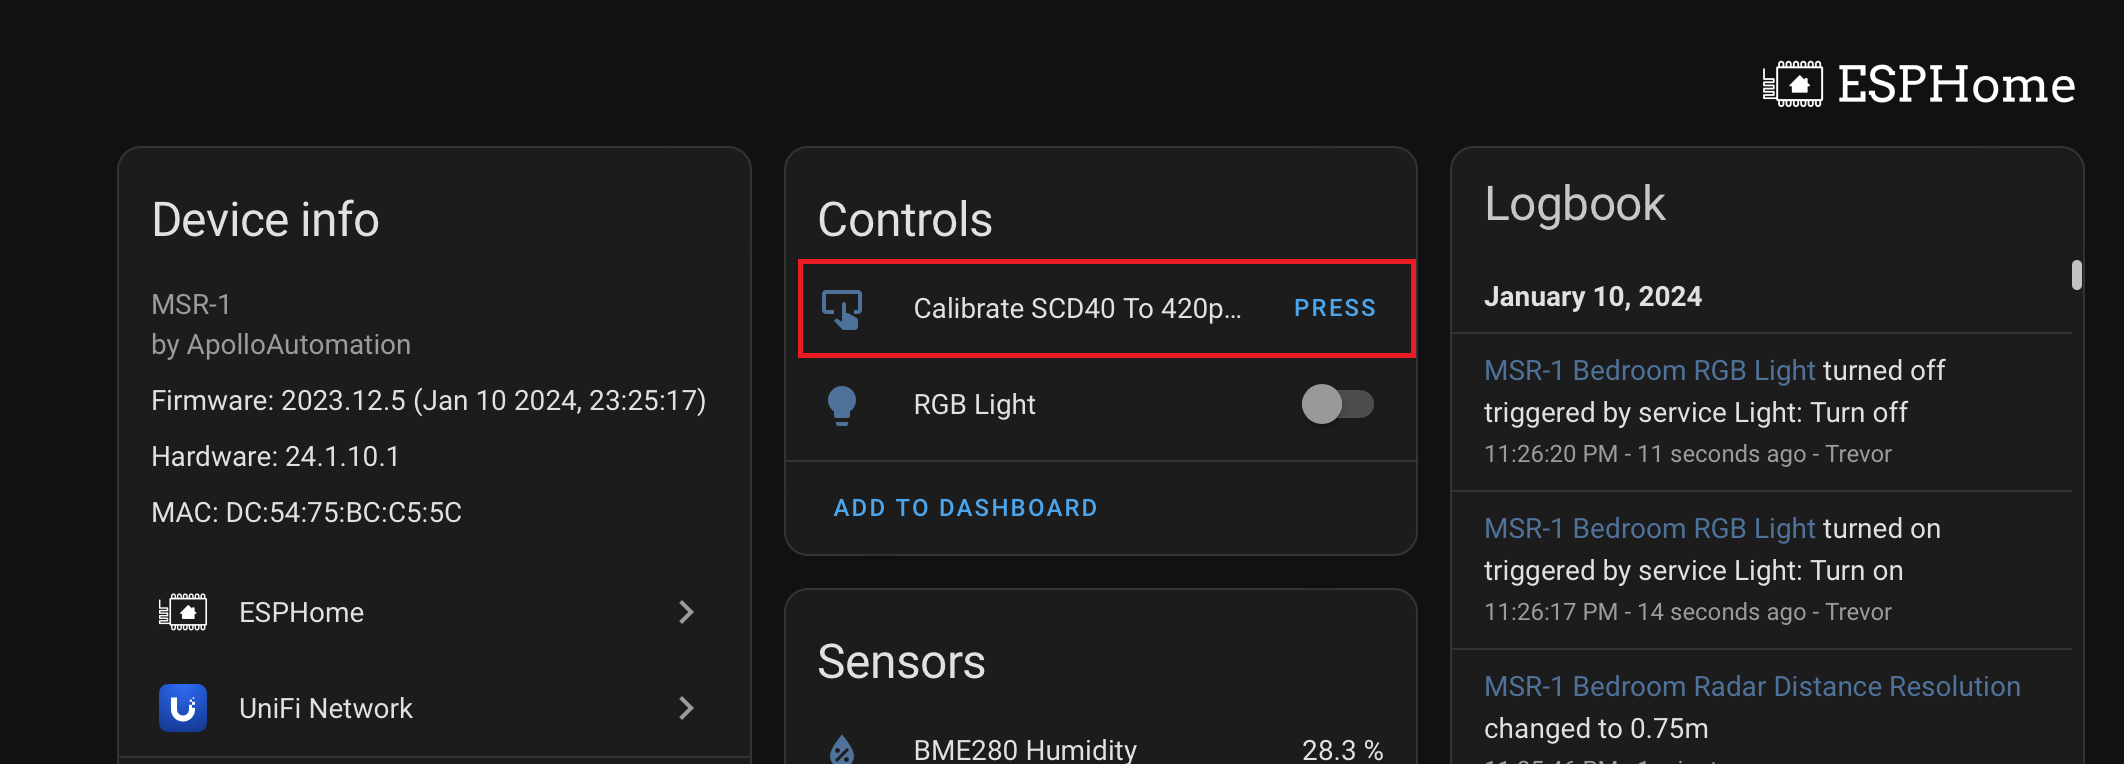 ESPHome
Device info
MSR-1
by ApolloAutomation
Firmware: 2023.12.5 (Jan 10 2024, 23:25:17)
Hardware: 24.1.10.1
MAC: DC:54:75:BC:C5:5C
ESPHome
UniFi Network
Controls
Calibrate SCD40 To 420p... PRESS
RGB Light
ADD TO DASHBOARD
Sensors
BME280 Humidity 28.3 %
Logbook
January 10, 2024
MSR-1 Bedroom RGB Light turned off
triggered by service Light: Turn off
11:26:20 PM - 11 seconds ago - Trevor
MSR-1 Bedroom RGB Light turned on
triggered by service Light: Turn on
11:26:17 PM - 14 seconds ago - Trevor
MSR-1 Bedroom Radar Distance Resolution
changed to 0.75m